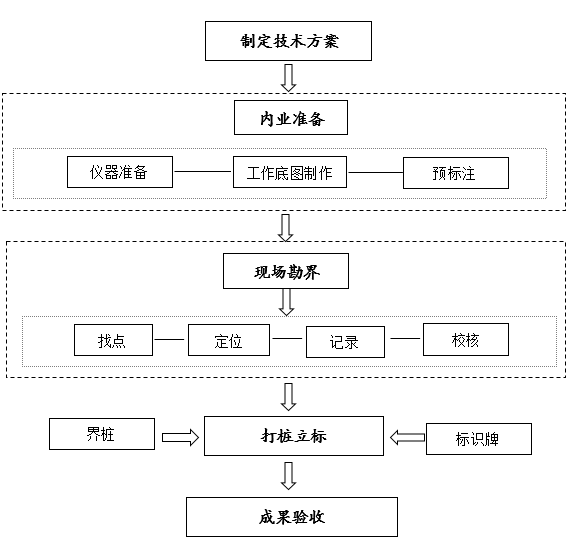 制定技术方案
内业准备
仪器准备
工作底图制作
预标注
现场勘界
找点
定位
记录
校核
界桩
打桩立标
标识牌
成果验收